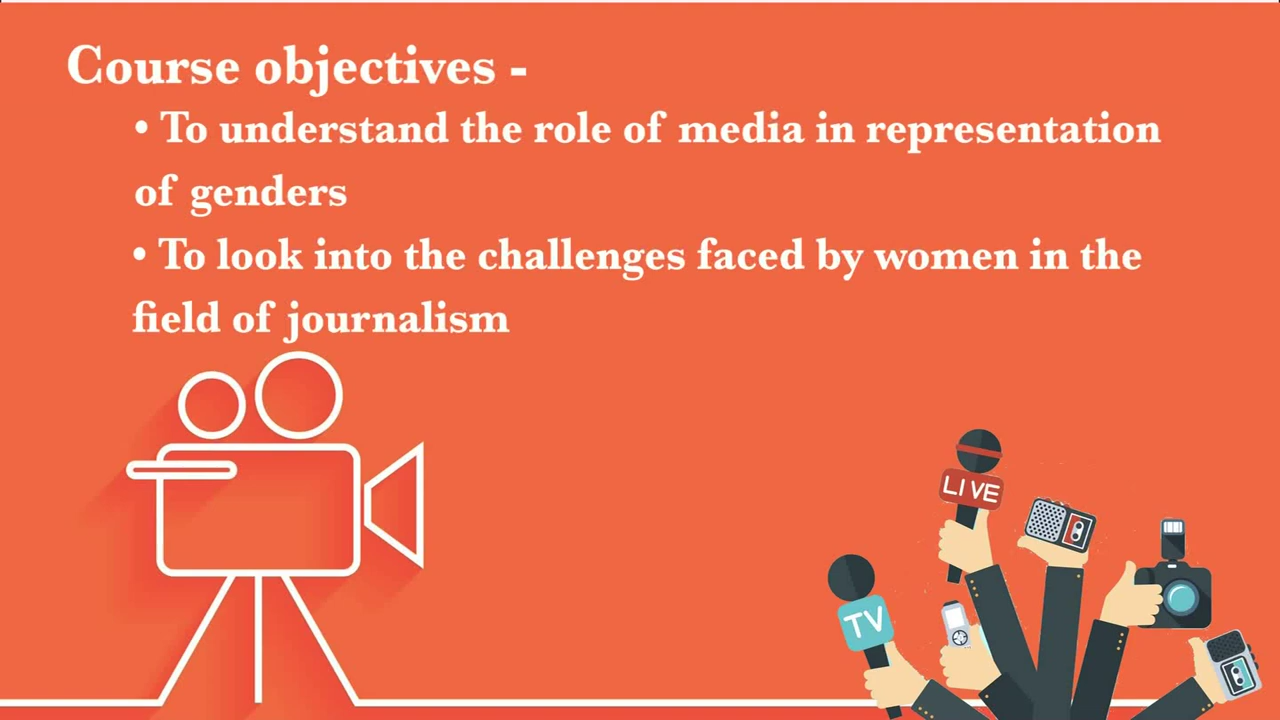 Course objectives -
• To understand the role of media in representation
of genders
• To look into the challenges faced by women in the
field of journalism
LIVE
TV